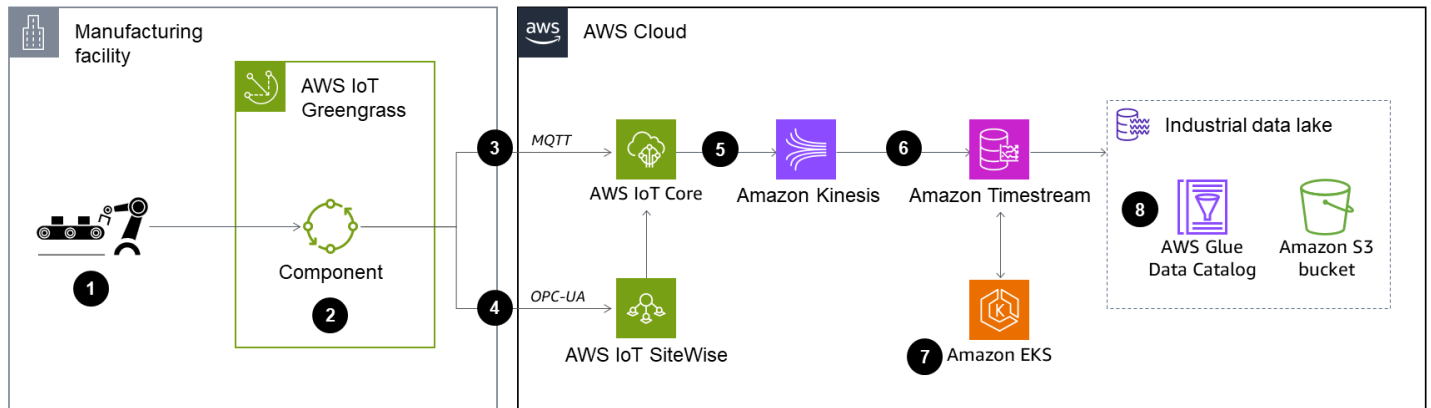 Manufacturing
facility
AWS IoT
Greengrass
Component
1
2
3
MQTT
4
OPC-UA
aws
AWS Cloud
AWS IoT Core
5
Amazon Kinesis
6
Amazon Timestream
AWS IoT SiteWise
K
7
Amazon EKS
Industrial data lake
8
AWS Glue
Data Catalog
Amazon S3
bucket